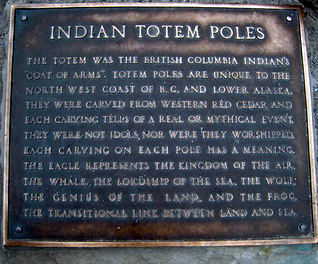 INDIAN TOTEM POLES
THE TOTEM WAS THE BRITISH COLUMBIA INDIAN'S
"COAT OF ARMS". TOTEM POLES ARE UNIQUE TO THE
NORTH WEST COAST OF B.C. AND LOWER ALASKA.
THEY WERE CARVED FROM WESTERN RED CEDAR AND
EACH CARVING TELLS OF A REAL OR MYTHICAL EVENT.
THEY WERE NOT IDOLS, NOR WERE THEY WORSHIPPED.
EACH CARVING ON EACH POLE HAS A MEANING.
THE EAGLE REPRESENTS THE KINGDOM OF THE AIR,
THE WHALE, THE LORDSHIP OF THE SEA, THE WOLF,
THE GENIUS OF THE LAND, AND THE FROG,
THE TRANSITIONAL LINK BETWEEN LAND AND SEA.